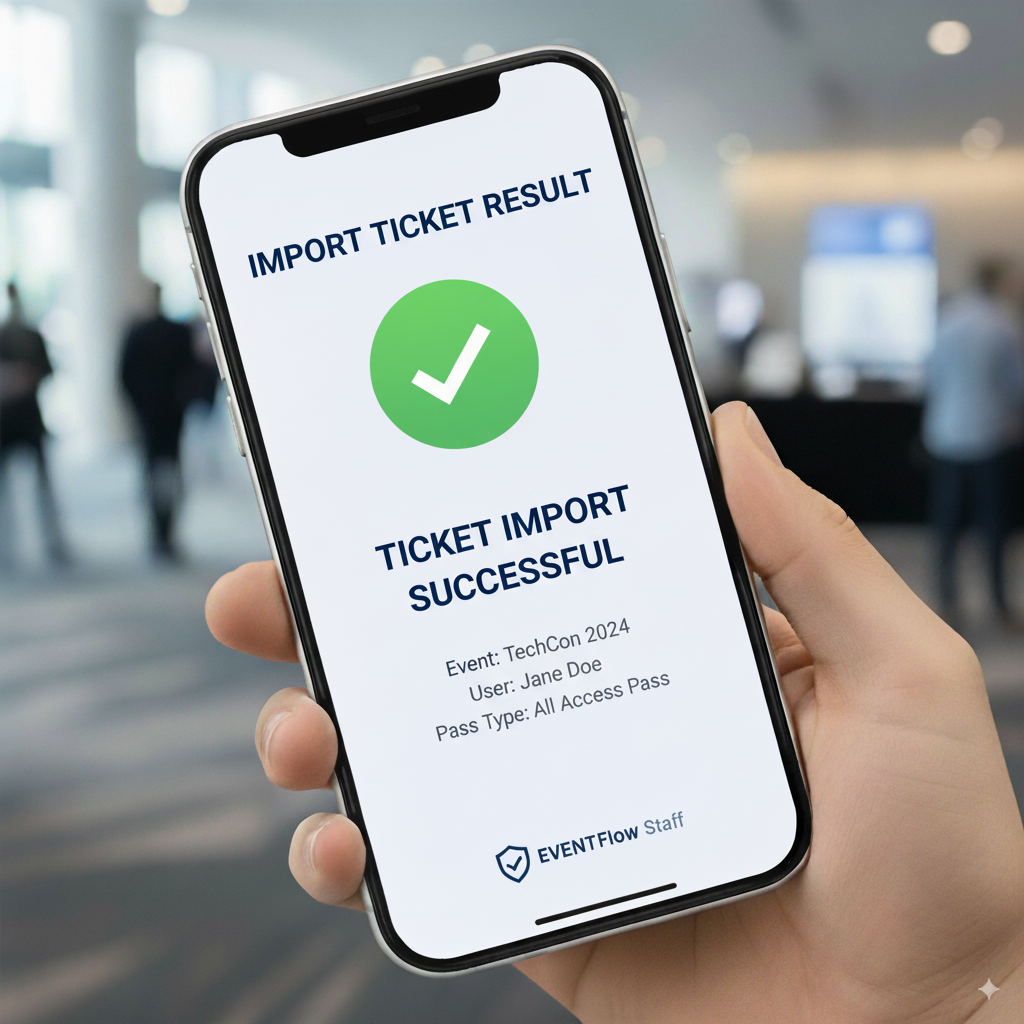 IMPORT TICKET RESULT
TICKET IMPORT
SUCCESSFUL
Event: TechCon 2024
User: Jane Doe
Pass Type: All Access Pass
EVENTFlow Staff